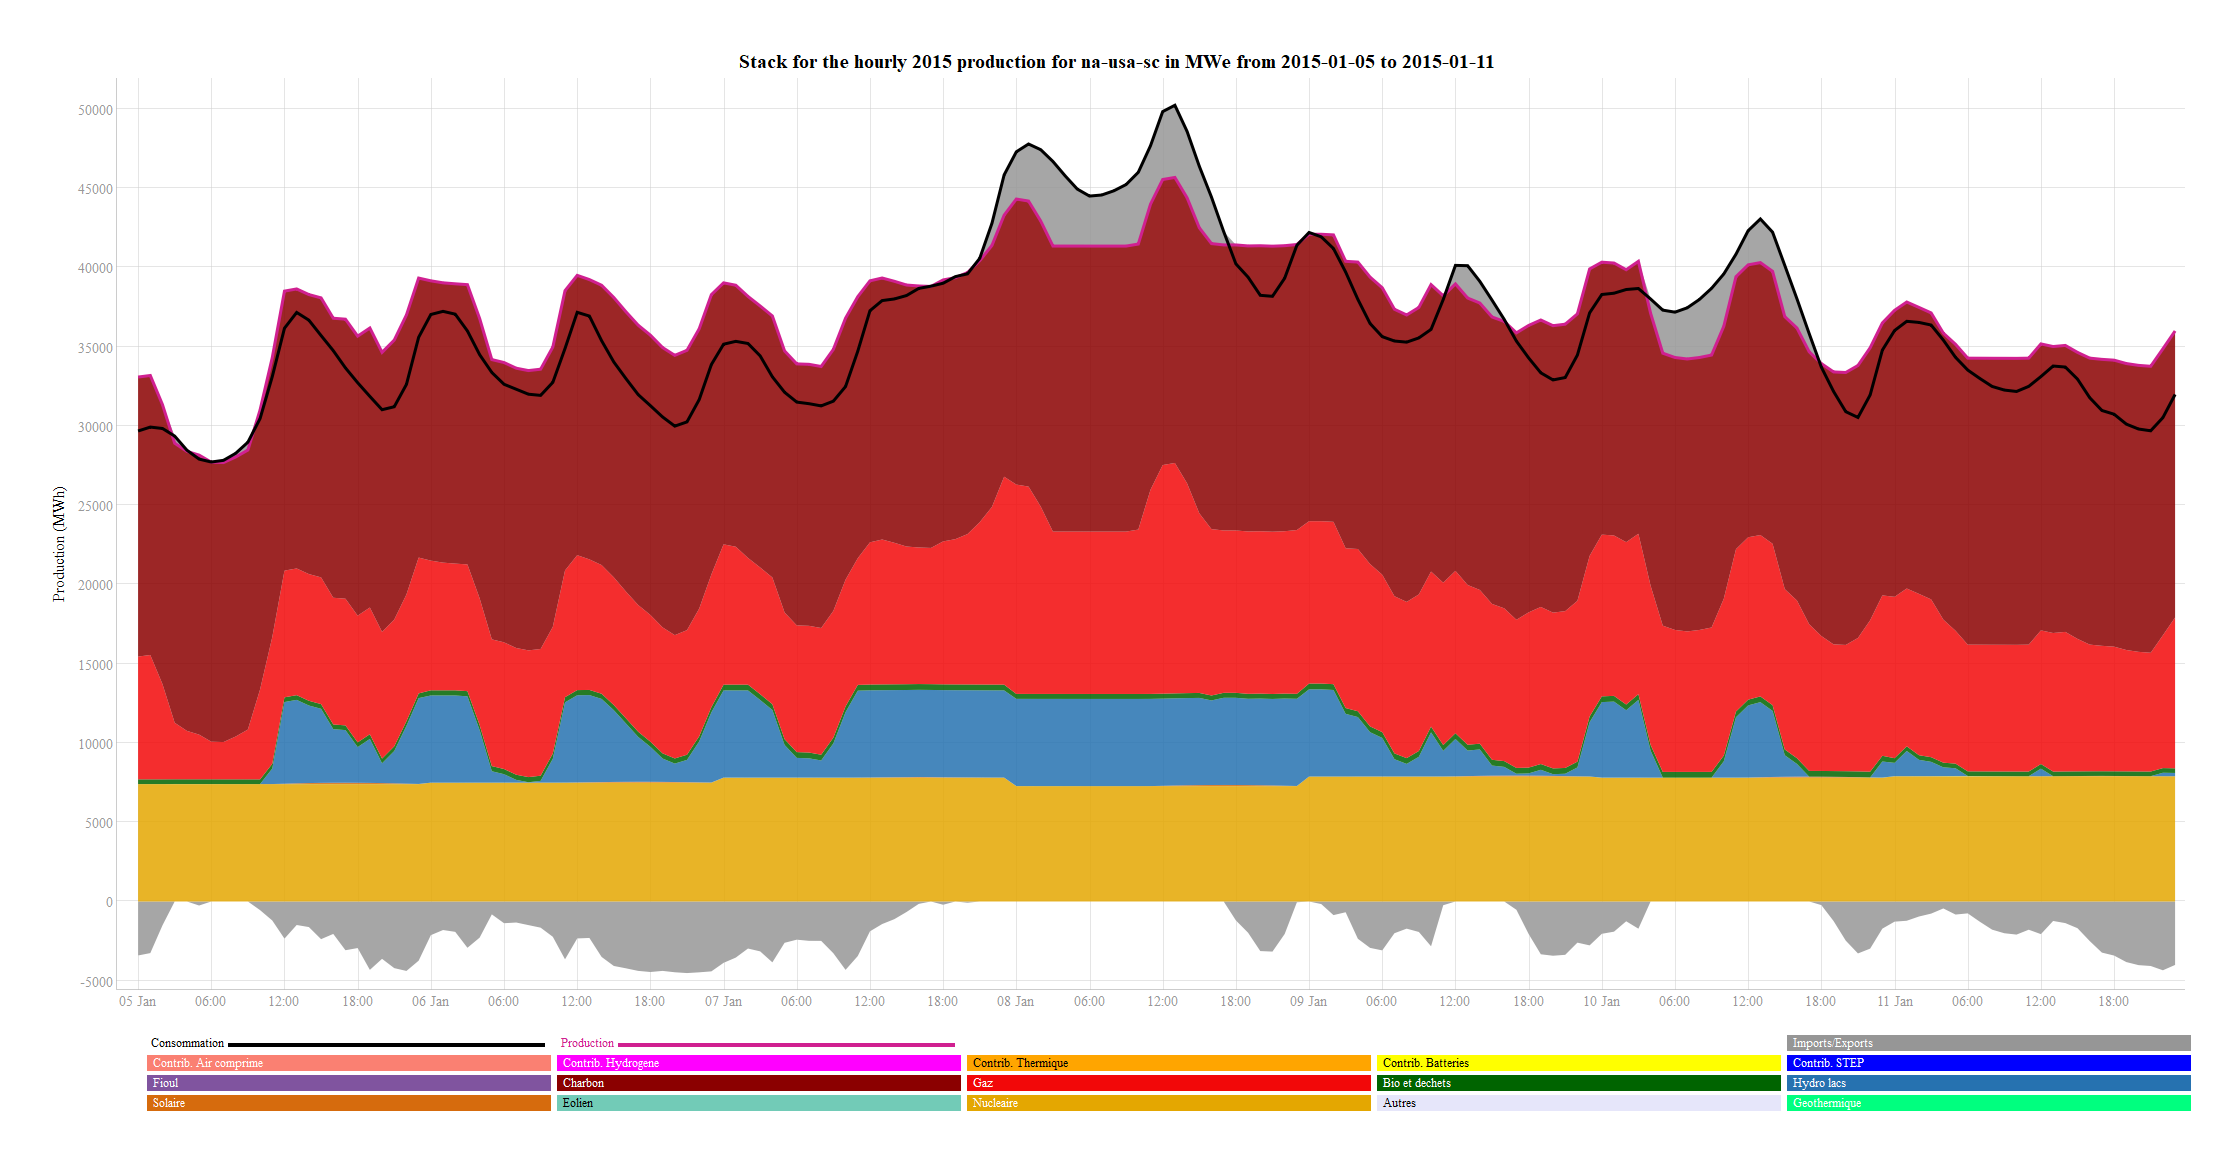 Stack for the hourly 2015 production for na-usa-sc in MWe from 2015-01-05 to 2015-01-11
50000
45000
40000
35000
30000
25000
20000
15000
10000
5000
0
-5000
Production (MWh)
05 Jan 06:00 12:00 18:00 06 Jan 06:00 12:00 18:00 07 Jan 06:00 12:00 18:00 08 Jan 06:00 12:00 18:00 09 Jan 06:00 12:00 18:00 10 Jan 06:00 12:00 18:00 11 Jan 06:00 12:00 18:00
Consommation Production Imports/Exports
Contrib. Air comprime Contrib. Hydrogene Contrib. Thermique Contrib. Batteries Contrib. STEP
Fioul Charbon Gaz Bio et dechets Hydro lacs
Solaire Eolien Nucleaire Autres Geothermique